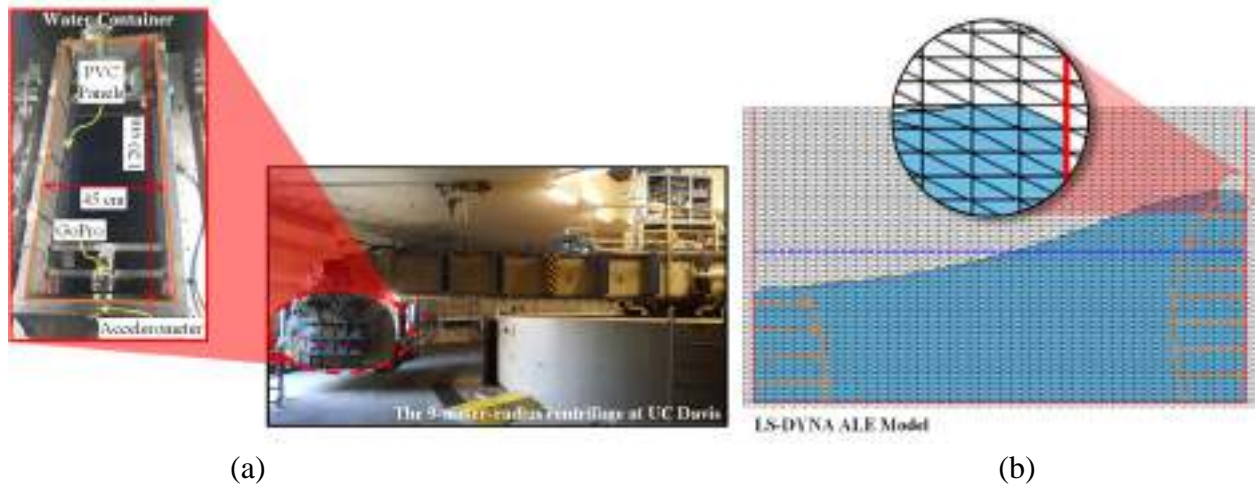 Water Container
PVC
Panels
120 cm
45 cm
GoPro
Accelerometer
The 9-meter-radius centrifuge at UC Davis
LS-DYNA ALE Model
(a)
(b)